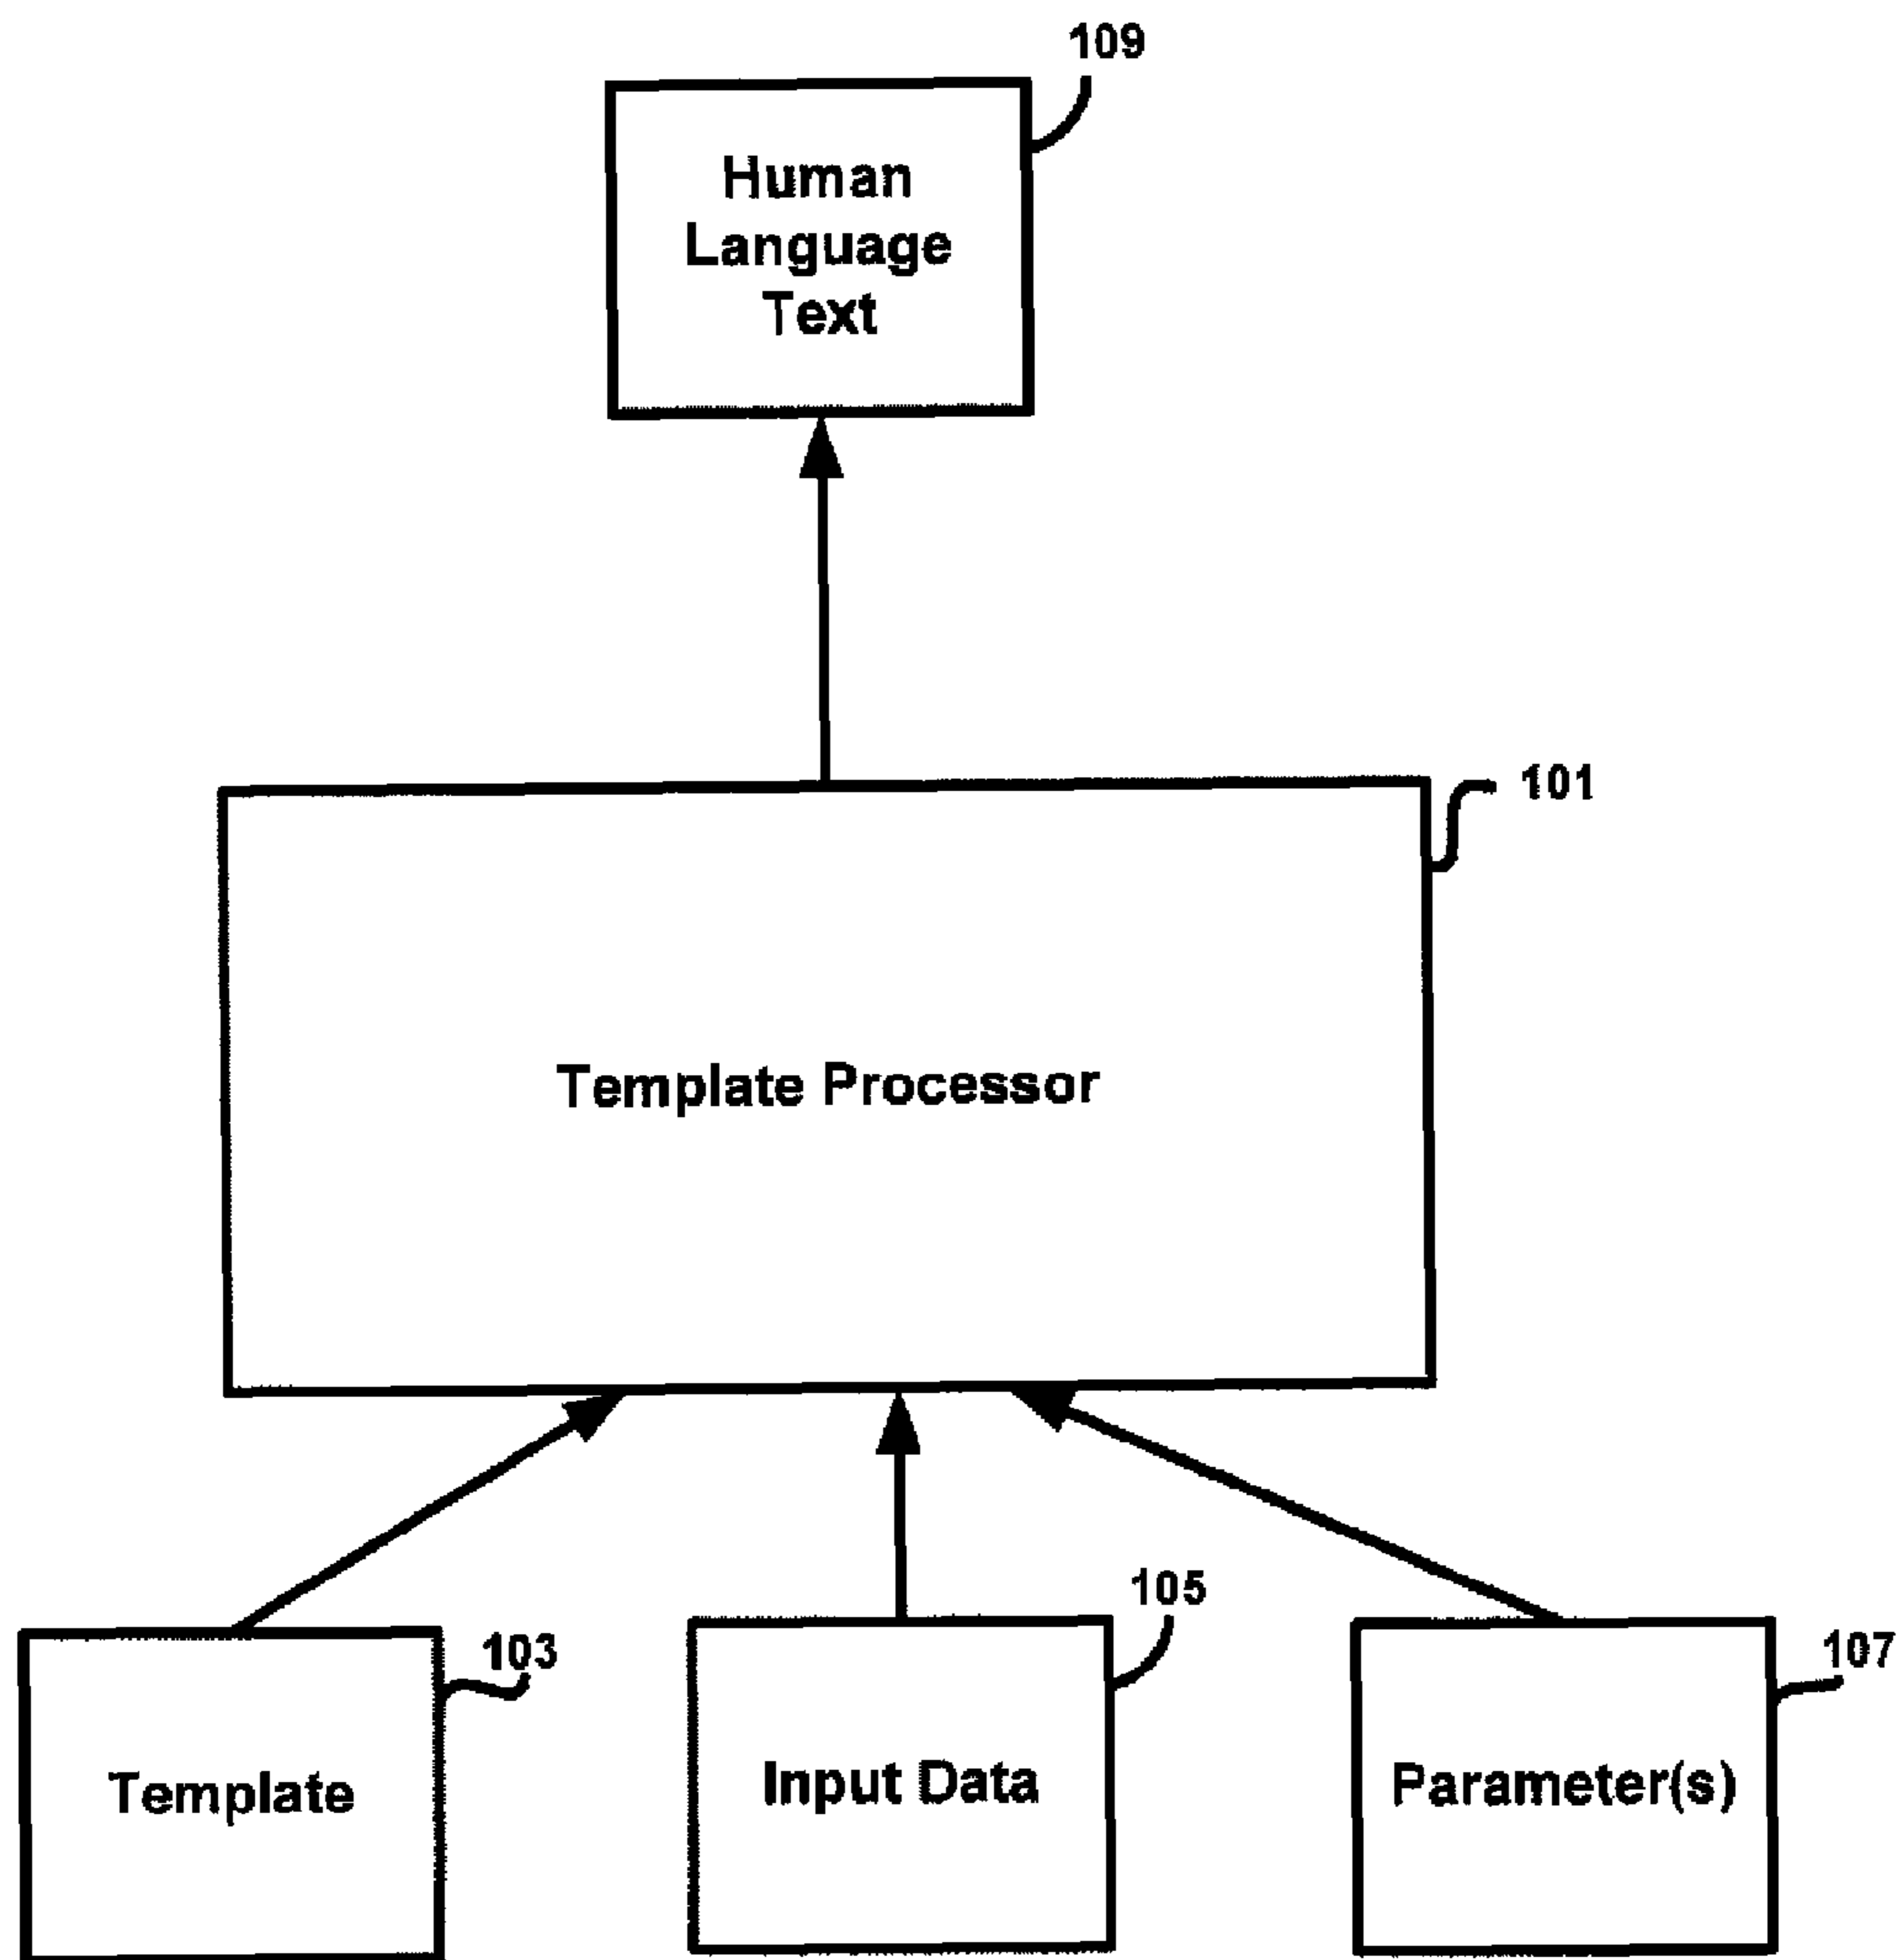 109
Human
Language
Text
101
Template Processor
105
103
107
Template
Input Data
Parameter(s)